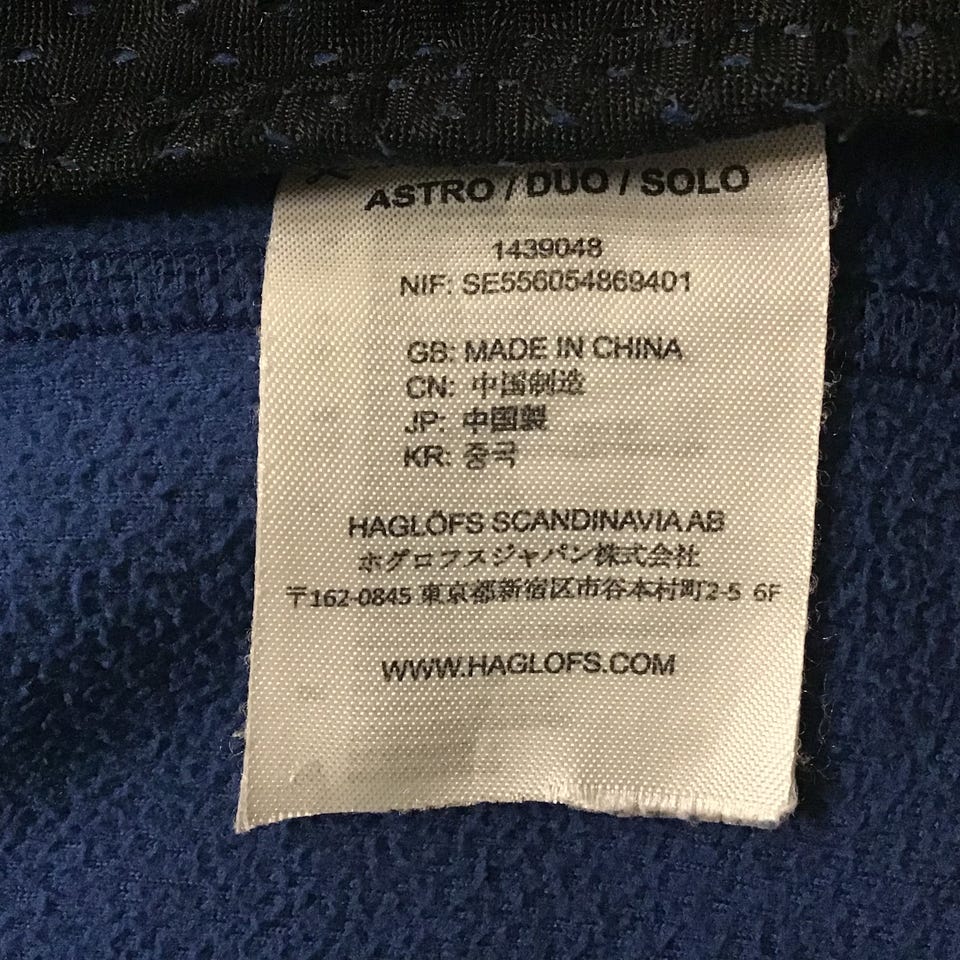 ASTRO / DUO / SOLO
1439048
NIF: SE556054869401
GB: MADE IN CHINA
CN: 中国制造
JP: 中国製
KR: 중국
HAGLÖFS SCANDINAVIA AB
ホグロフスジャパン株式会社
〒162-0845 東京都新宿区市谷本村町2-5 6F
WWW.HAGLOFS.COM